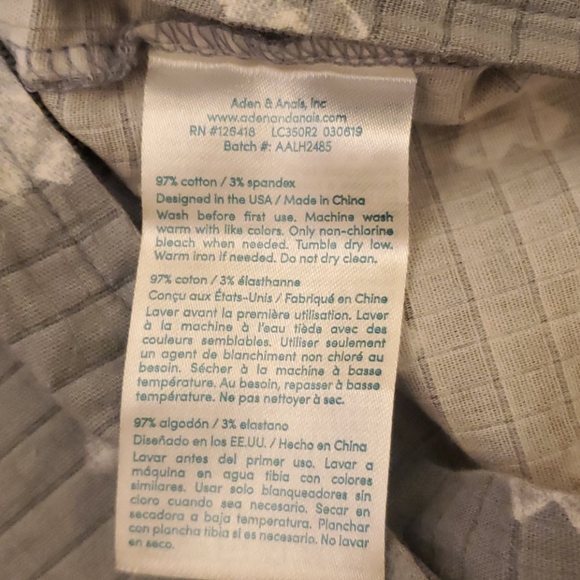 Aden & Anais, Inc
www.adenandanais.com
RN #126418 LC350R2 030619
Batch #: AALH2485
97% cotton / 3% spandex
Designed in the USA / Made in China
Wash before first use. Machine wash
warm with like colors. Only non-chlorine
bleach when needed. Tumble dry low.
Warm iron if needed. Do not dry clean.
97% coton / 3% élasthanne
Conçu aux États-Unis / Fabriqué en Chine
Laver avant la première utilisation. Laver
à la machine à l'eau tiède avec des
couleurs semblables. Utiliser seulement
un agent de blanchiment non chloré au
besoin. Sécher à la machine à basse
température. Au besoin, repasser à basse
température. Ne pas nettoyer à sec.
97% algodón / 3% elastano
Diseñado en los EE.UU. / Hecho en China
Lavar antes del primer uso. Lavar a
máquina en agua tibia con colores
similares. Usar solo blanqueadores sin
cloro cuando sea necesario. Secar en
secadora a baja temperatura. Planchar
con plancha tibia si es necesario. No lavar
en seco.